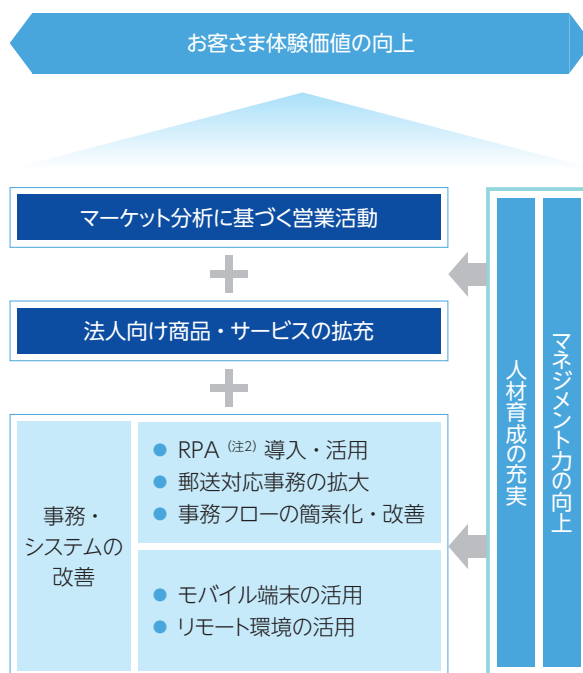 お客さま体験価値の向上
マーケット分析に基づく営業活動
+
法人向け商品・サービスの拡充
+
事務・
システムの
改善
● RPA (注2) 導入・活用
● 郵送対応事務の拡大
● 事務フローの簡素化・改善
● モバイル端末の活用
● リモート環境の活用
マネジメント力の向上
人材育成の充実